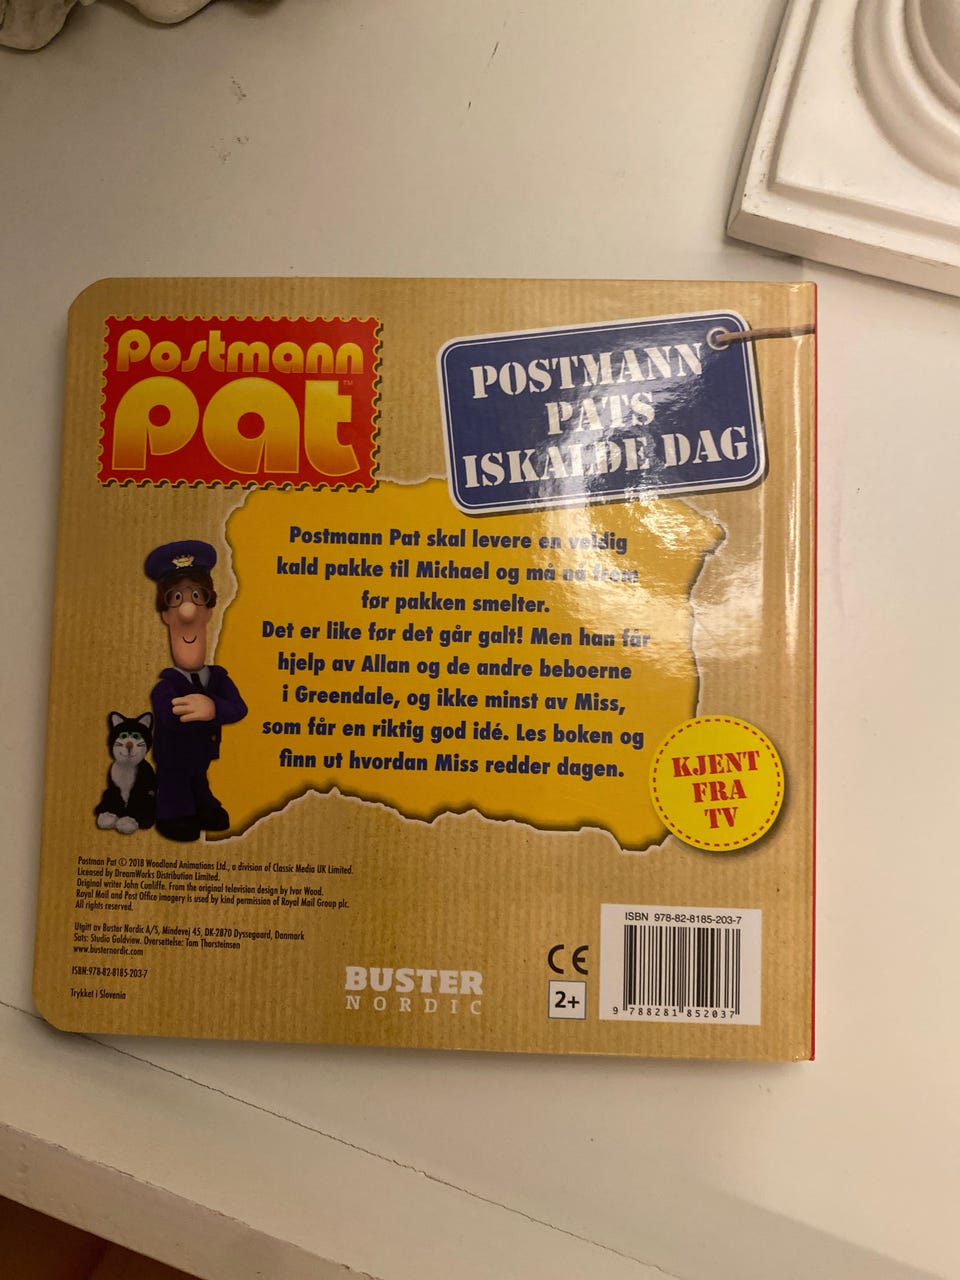 Postmann
Pat™
POSTMANN
PATS
ISKALDE DAG
Postmann Pat skal levere en veldig
kald pakke til Michael og må nå frem
før pakken smelter.
Det er like før det går galt! Men han får
hjelp av Allan og de andre beboerne
i Greendale, og ikke minst av Miss,
som får en riktig god idé. Les boken og
finn ut hvordan Miss redder dagen.
KJENT
FRA
TV
Postman Pat © 2018 Woodland Animations Ltd., a division of Classic Media UK Limited.
Licensed by DreamWorks Distribution Limited.
Original writer John Cunliffe. From the original television design by Ivor Wood.
Royal Mail and Post Office imagery is used by kind permission of Royal Mail Group plc.
All rights reserved.
Utgitt av Buster Nordic A/S, Mindevej 45, DK-2870 Dyssegaard, Danmark
Sats: Studio Goldview. Oversettelse: Tom Thorsteinsen
www.busternordic.com
ISBN:978-82-8185-203-7
Trykket i Slovenia
BUSTER
NORDIC
CE
2+
ISBN 978-82-8185-203-7
9 788281 852037